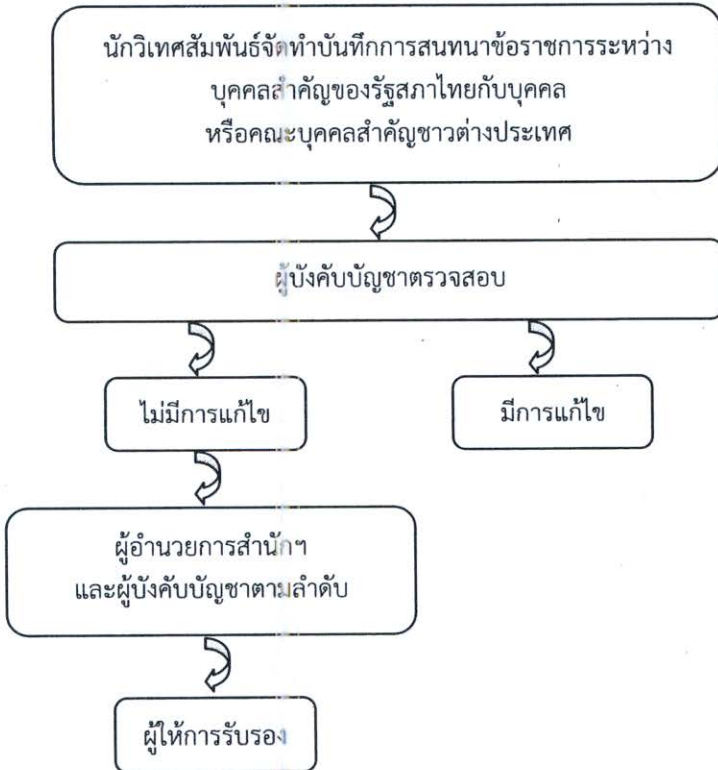 นักวิเทศสัมพันธ์จัดทำบันทึกการสนทนาข้อราชการระหว่าง
บุคคลสำคัญของรัฐสภาไทยกับบุคคล
หรือคณะบุคคลสำคัญชาวต่างประเทศ
ผู้บังคับบัญชาตรวจสอบ
ไม่มีการแก้ไข
มีการแก้ไข
ผู้อำนวยการสำนักฯ
และผู้บังคับบัญชาตามลำดับ
ผู้ให้การรับรอง